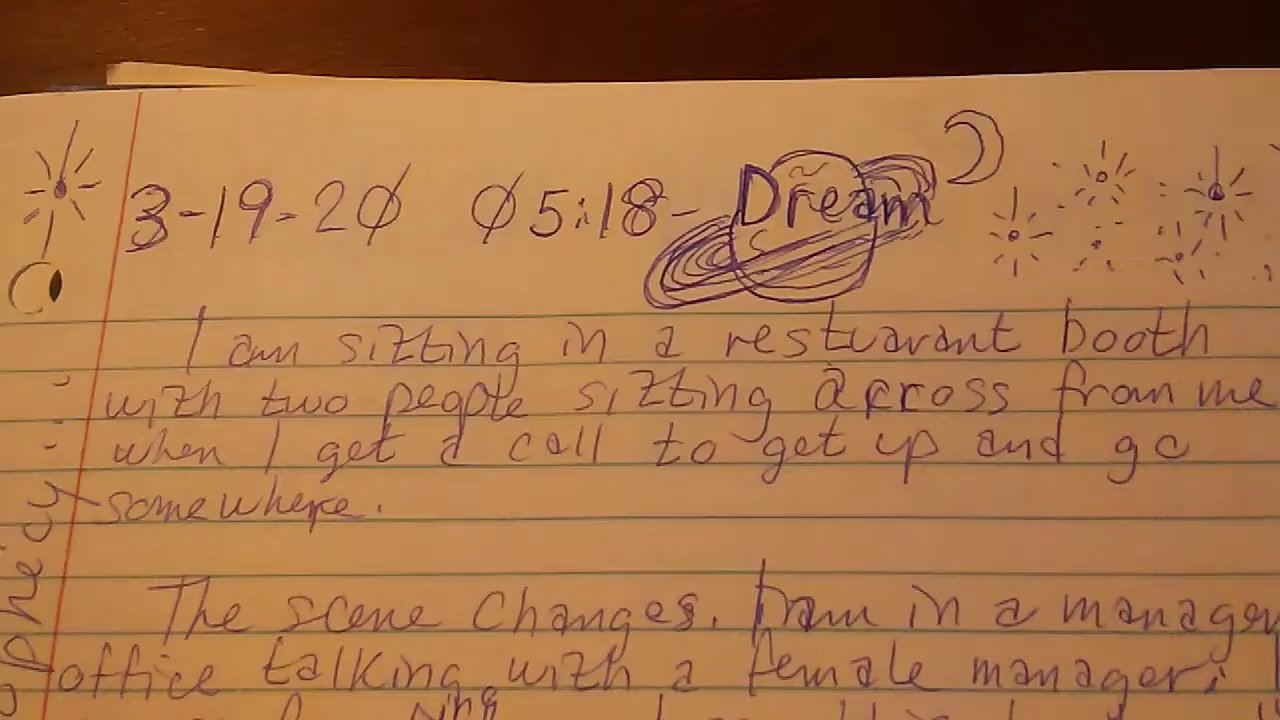 3-19-20 05:18- Dream
I am sitting in a restuarant booth
with two people sitting across from me
when I get a call to get up and go
somewhere.
The scene changes. I am in a manager
office talking with a female manager;